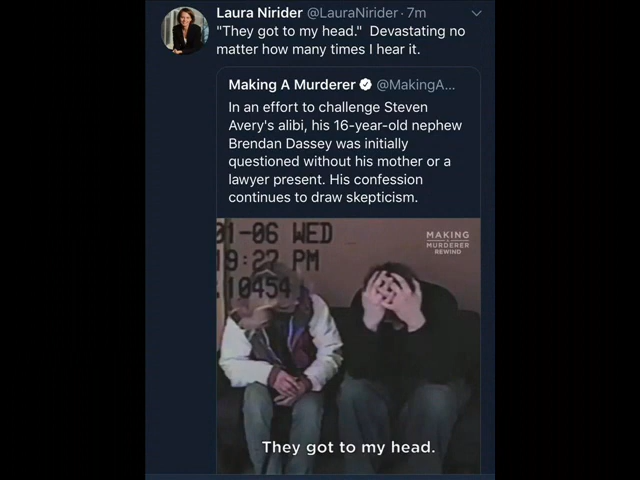 Laura Nirider @LauraNirider · 7m
"They got to my head." Devastating no
matter how many times I hear it.
Making A Murderer @MakingA...
In an effort to challenge Steven
Avery's alibi, his 16-year-old nephew
Brendan Dassey was initially
questioned without his mother or a
lawyer present. His confession
continues to draw skepticism.
01-06 WED
19:27 PM
10454
MAKING
A
MURDERER
REWIND
They got to my head.